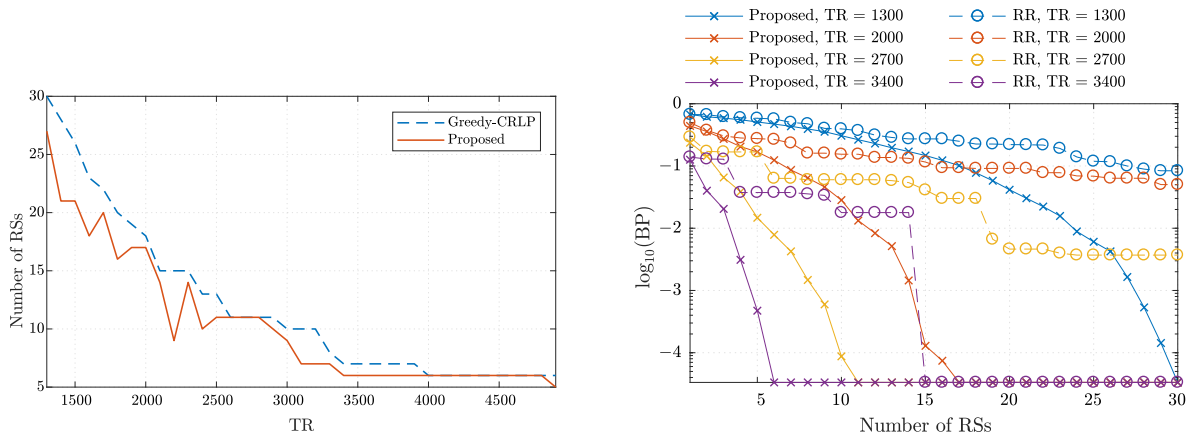 30
25
20
15
10
5
Number of RSs
1500
2000
2500
3000
3500
4000
4500
TR
Greedy-CRLP
Proposed
Proposed, TR = 1300
Proposed, TR = 2000
Proposed, TR = 2700
Proposed, TR = 3400
RR, TR = 1300
RR, TR = 2000
RR, TR = 2700
RR, TR = 3400
0
−1
−2
−3
−4
log10(BP)
5
10
15
20
25
30
Number of RSs